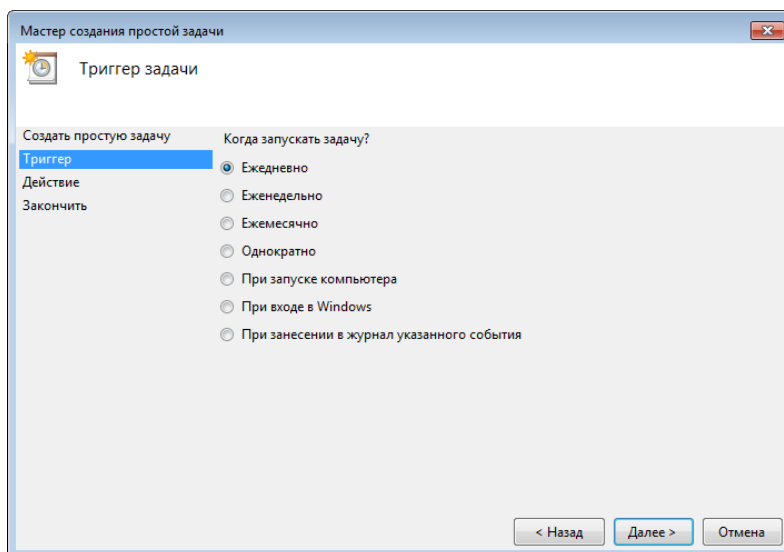 Мастер создания простой задачи
Триггер задачи
Создать простую задачу
Триггер
Действие
Закончить
Когда запускать задачу?
Ежедневно
Еженедельно
Ежемесячно
Однократно
При запуске компьютера
При входе в Windows
При занесении в журнал указанного события
< Назад
Далее >
Отмена